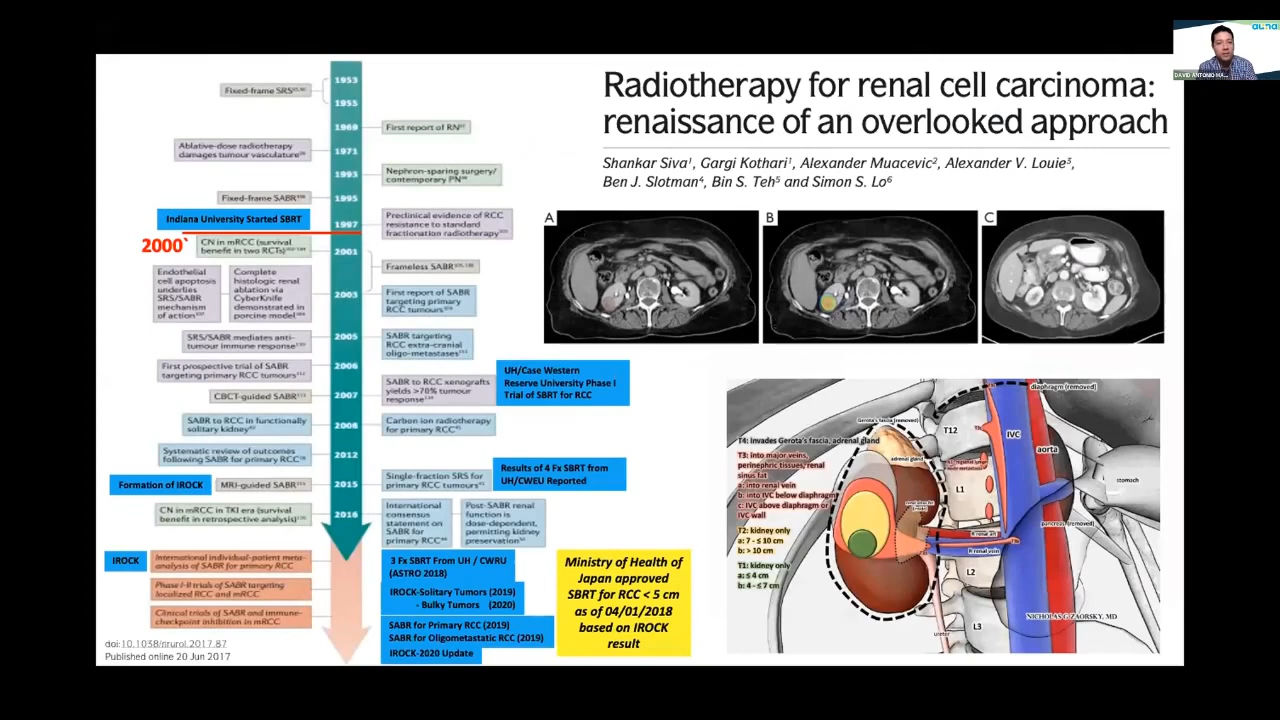 auna
DAVID ANTONIO MA...
Radiotherapy for renal cell carcinoma:
renaissance of an overlooked approach
Shankar Siva¹, Gargi Kothari¹, Alexander Muacevic², Alexander V. Louie³,
Ben J. Slotman⁴, Bin S. Teh⁵ and Simon S. Lo⁶
1953
Fixed-frame SRS
1955
1969
First report of RN
Ablative-dose radiotherapy
damages tumour vasculature
1971
1993
Nephron-sparing surgery/
contemporary PN
Fixed-frame SABR
1995
Indiana University Started SBRT
1997
Preclinical evidence of RCC
resistance to standard
fractionation radiotherapy
2000`
CN in mRCC (survival
benefit in two RCTs)
2001
Frameless SABR
Endothelial
cell apoptosis
underlies
SRS/SABR
mechanism
of action
Complete
histologic renal
ablation via
CyberKnife
demonstrated in
porcine model
2003
First report of SABR
targeting primary
RCC tumours
SRS/SABR mediates anti-
tumour immune response
2005
SABR targeting
RCC extra-cranial
oligo-metastases
First prospective trial of SABR
targeting primary RCC tumours
2006
CBCT-guided SABR
2007
SABR to RCC xenografts
yields >70% tumour
response
UH/Case Western
Reserve University Phase I
Trial of SBRT for RCC
SABR to RCC in functionally
solitary kidney
2008
Carbon ion radiotherapy
for primary RCC
Systematic review of outcomes
following SABR for primary RCC
2012
Formation of IROCK
MRI-guided SABR
2015
Single-fraction SRS for
primary RCC tumours
Results of 4 Fx SBRT from
UH/CWEU Reported
CN in mRCC in TKI era (survival
benefit in retrospective analysis)
2016
International
consensus
statement on
SABR for
primary RCC
Post-SABR renal
function is
dose-dependent,
permitting kidney
preservation
IROCK
International individual-patient meta-
analysis of SABR for primary RCC
Phase I-II trials of SABR targeting
localized RCC and mRCC
Clinical trials of SABR and immune-
checkpoint inhibition in mRCC
3 Fx SBRT From UH / CWRU
(ASTRO 2018)
IROCK-Solitary Tumors (2019)
- Bulky Tumors (2020)
SABR for Primary RCC (2019)
SABR for Oligometastatic RCC (2019)
IROCK-2020 Update
Ministry of Health of
Japan approved
SBRT for RCC < 5 cm
as of 04/01/2018
based on IROCK
result
doi:10.1038/nrurol.2017.87
Published online 20 Jun 2017
A
B
C
diaphragm (removed)
Gerota's fascia (removed)
T12
IVC
aorta
T4: invades Gerota's fascia, adrenal gland
adrenal gland
T3: into major veins,
perinephric tissues, renal
sinus fat
a: into renal vein
b: into IVC below diaphragm
c: IVC above diaphragm or
IVC wall
T2: kidney only
a: 7 - ≤ 10 cm
b: > 10 cm
T1: kidney only
a: ≤ 4 cm
b: 4 - ≤ 7 cm
L1
stomach
pancreas (removed)
R renal vein
L2
L3
ureter
NICHOLAS G ZAORSKY, MD